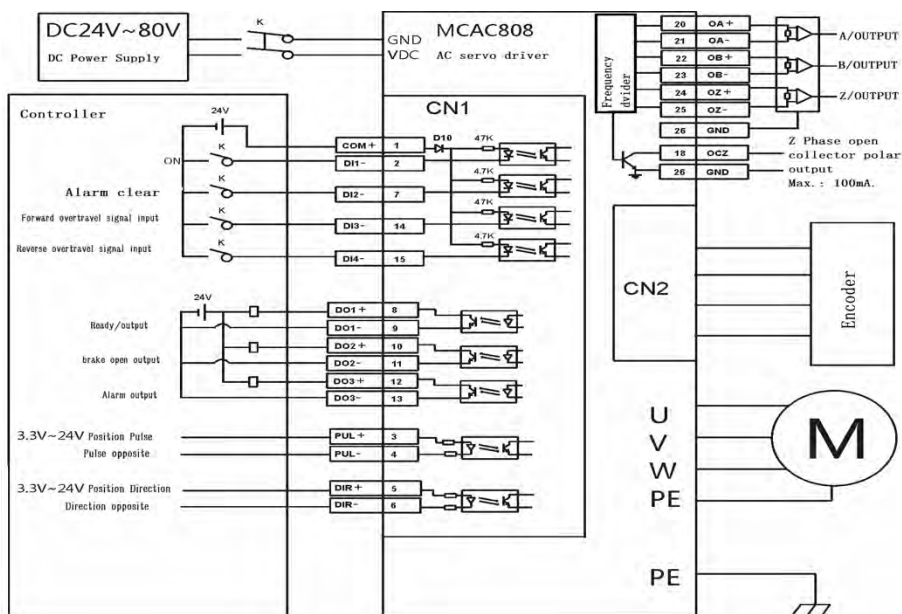 DC24V~80V
DC Power Supply
K
GND
VDC
MCAC808
AC servo driver
Controller
CN1
24V
COM+ 1
D10
47K
ON
K
DI1- 2
4.7K
Alarm clear
K
DI2- 7
47K
Forward overtravel signal input
K
DI3- 14
4.7K
Reverse overtravel signal input
K
DI4- 15
24V
DO1+ 8
Ready/output
DO1- 9
DO2+ 10
brake open output
DO2- 11
DO3+ 12
Alarm output
DO3- 13
3.3V~24V Position Pulse
PUL+ 3
Pulse opposite
PUL- 4
3.3V~24V Position Direction
DIR+ 5
Direction opposite
DIR- 6
Frequency
dvider
20 OA+
21 OA-
A/OUTPUT
22 OB+
23 OB-
B/OUTPUT
24 OZ+
25 OZ-
Z/OUTPUT
26 GND
18 OCZ
26 GND
Z Phase open
collector polar
output
Max.: 100mA.
CN2
Encoder
U
V
W
PE
M
PE